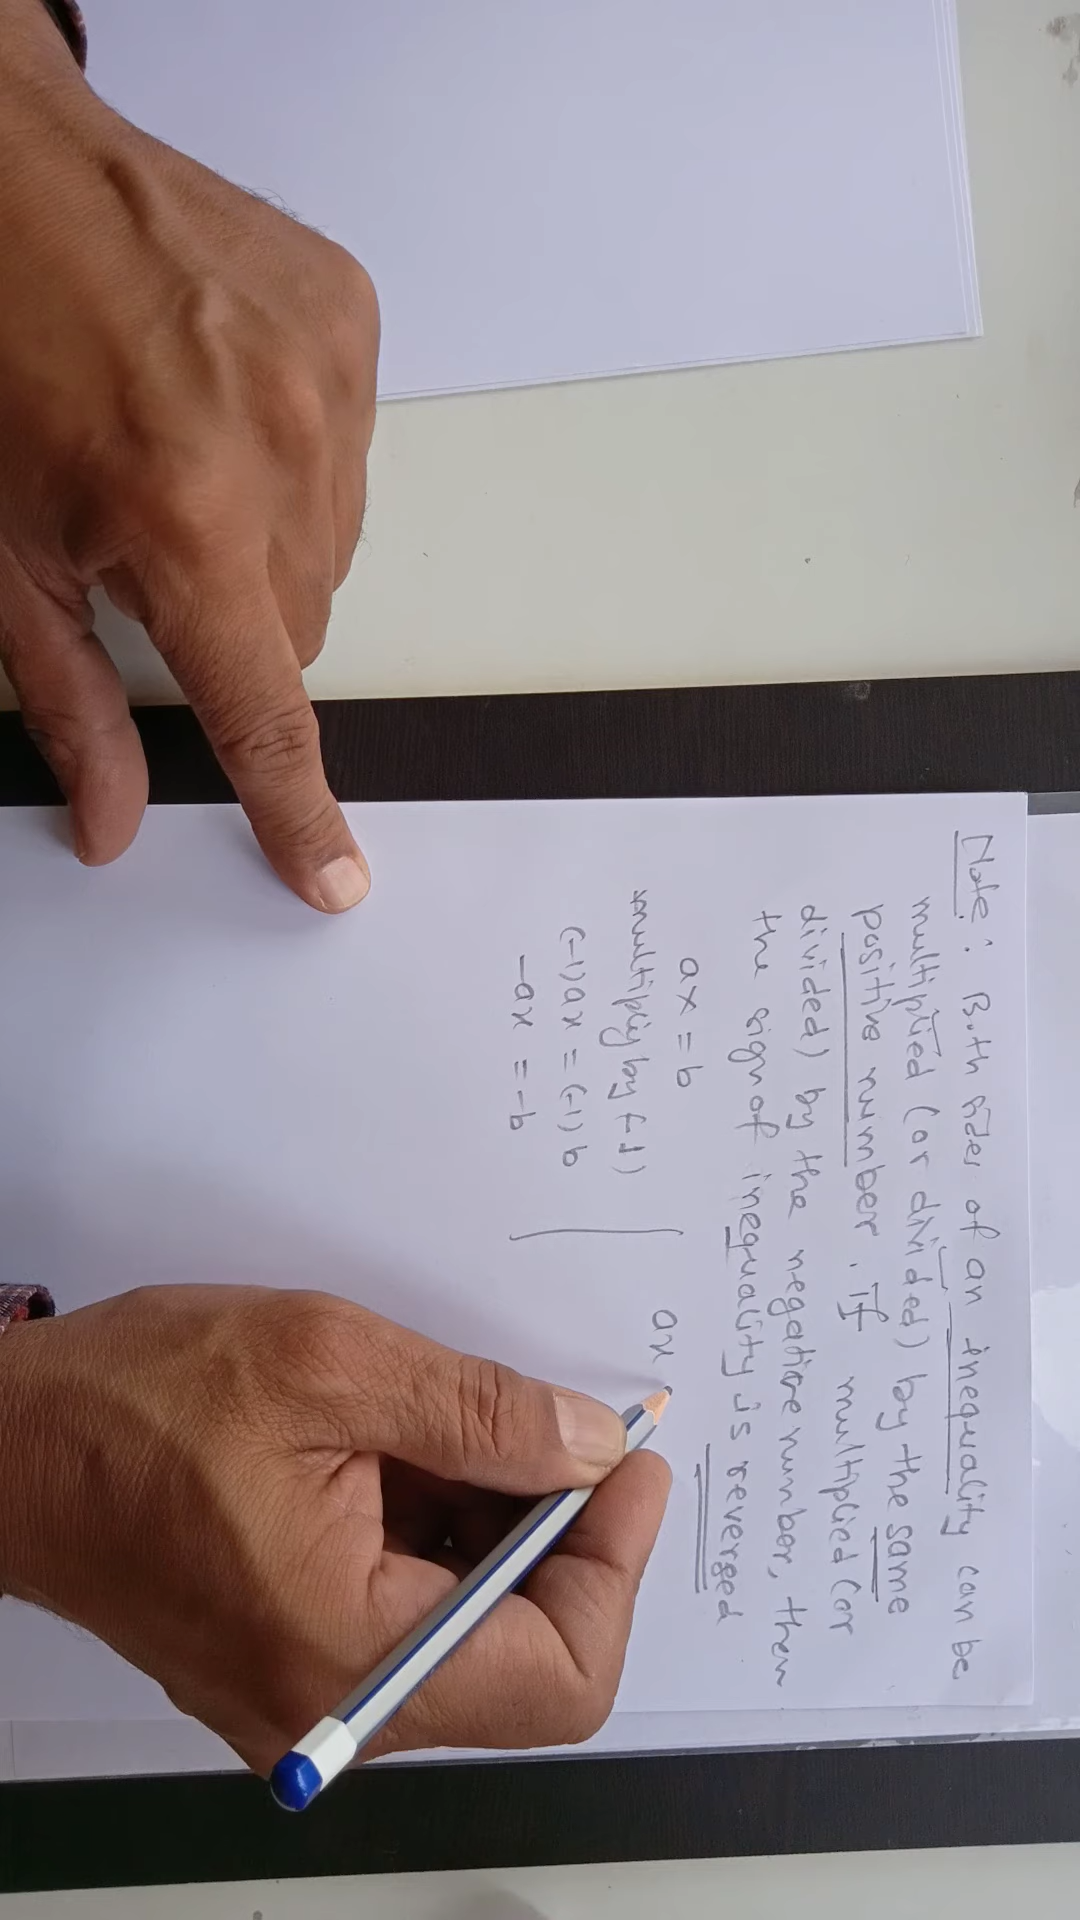 Note : Both sides of an inequality can be
multiplied (or divided) by the same
positive number. If multiplied (or
divided) by the negative number, then
the sign of inequality is reversed
ax = b
multiply by (-1)
(-1)ax = (-1)b
-ax = -b
ax